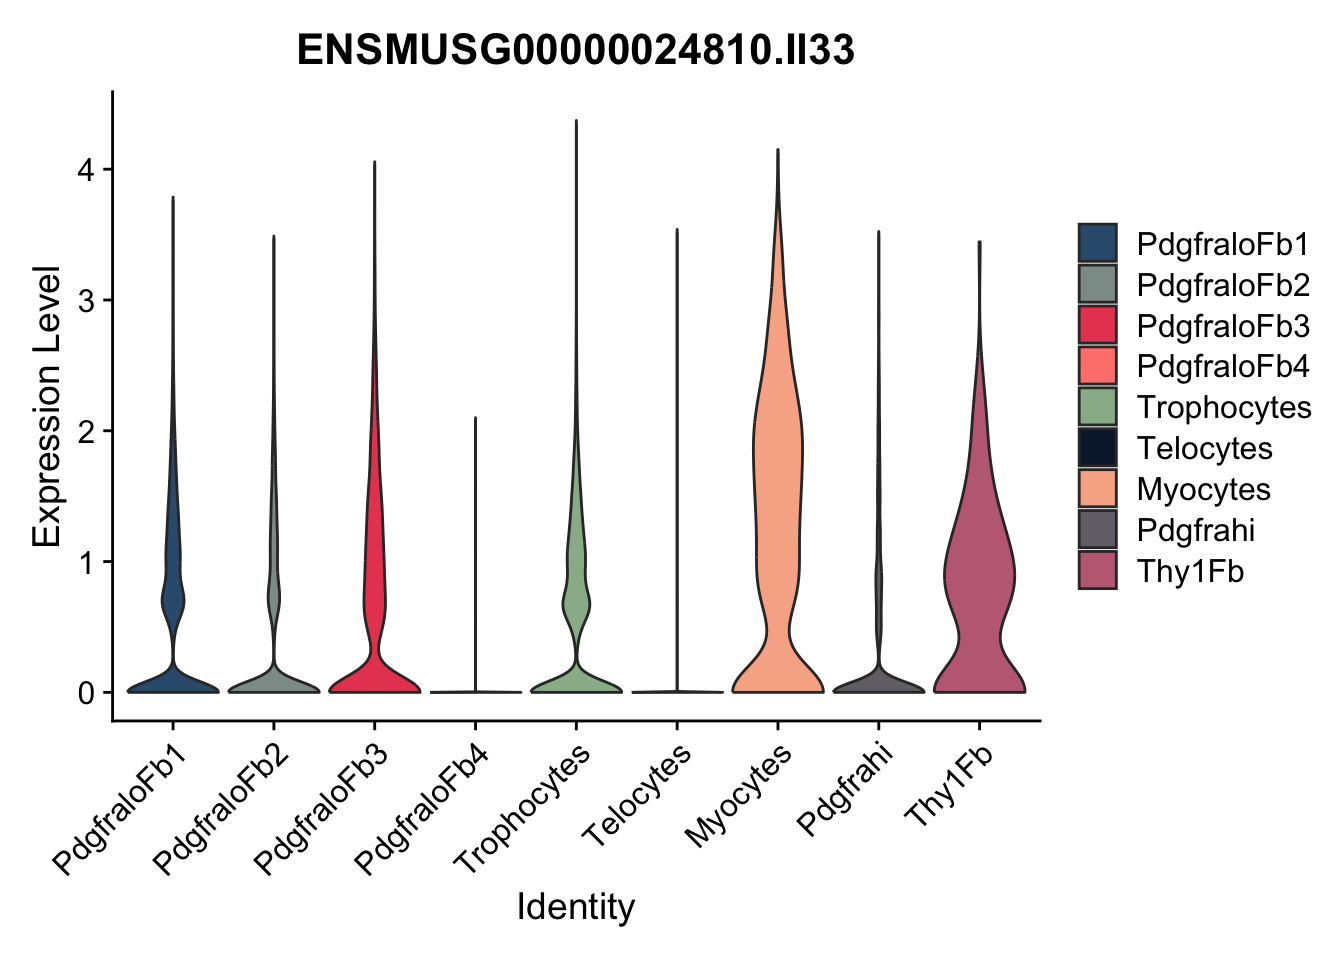 ENSMUSG00000024810.Il33
Expression Level
4
3
2
1
0
PdgfraloFb1
PdgfraloFb2
PdgfraloFb3
PdgfraloFb4
Trophocytes
Telocytes
Myocytes
Pdgfrahi
Thy1Fb
Identity
PdgfraloFb1
PdgfraloFb2
PdgfraloFb3
PdgfraloFb4
Trophocytes
Telocytes
Myocytes
Pdgfrahi
Thy1Fb